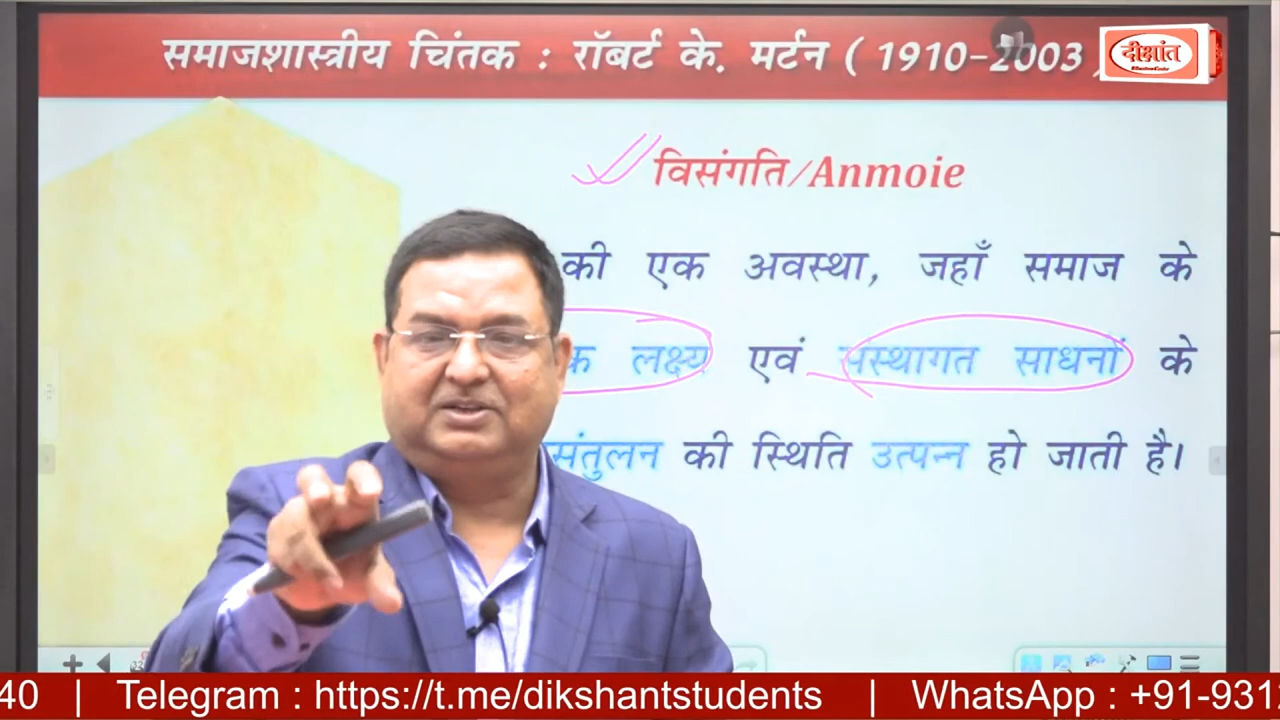 समाजशास्त्रीय चिंतक : रॉबर्ट के. मर्टन ( 1910-2003 )
दीक्षांत
विसंगति/Anmoie
की एक अवस्था, जहाँ समाज के
क लक्ष्य एवं संस्थागत साधनों के
संतुलन की स्थिति उत्पन्न हो जाती है।
40 | Telegram : https://t.me/dikshantstudents | WhatsApp : +91-931